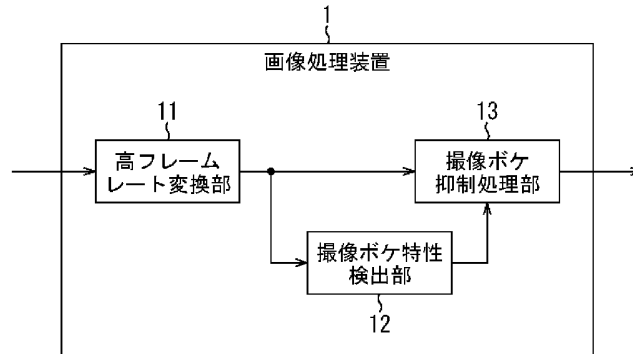 1
画像処理装置
11
高フレーム
レート変換部
13
撮像ボケ
抑制処理部
撮像ボケ特性
検出部
12